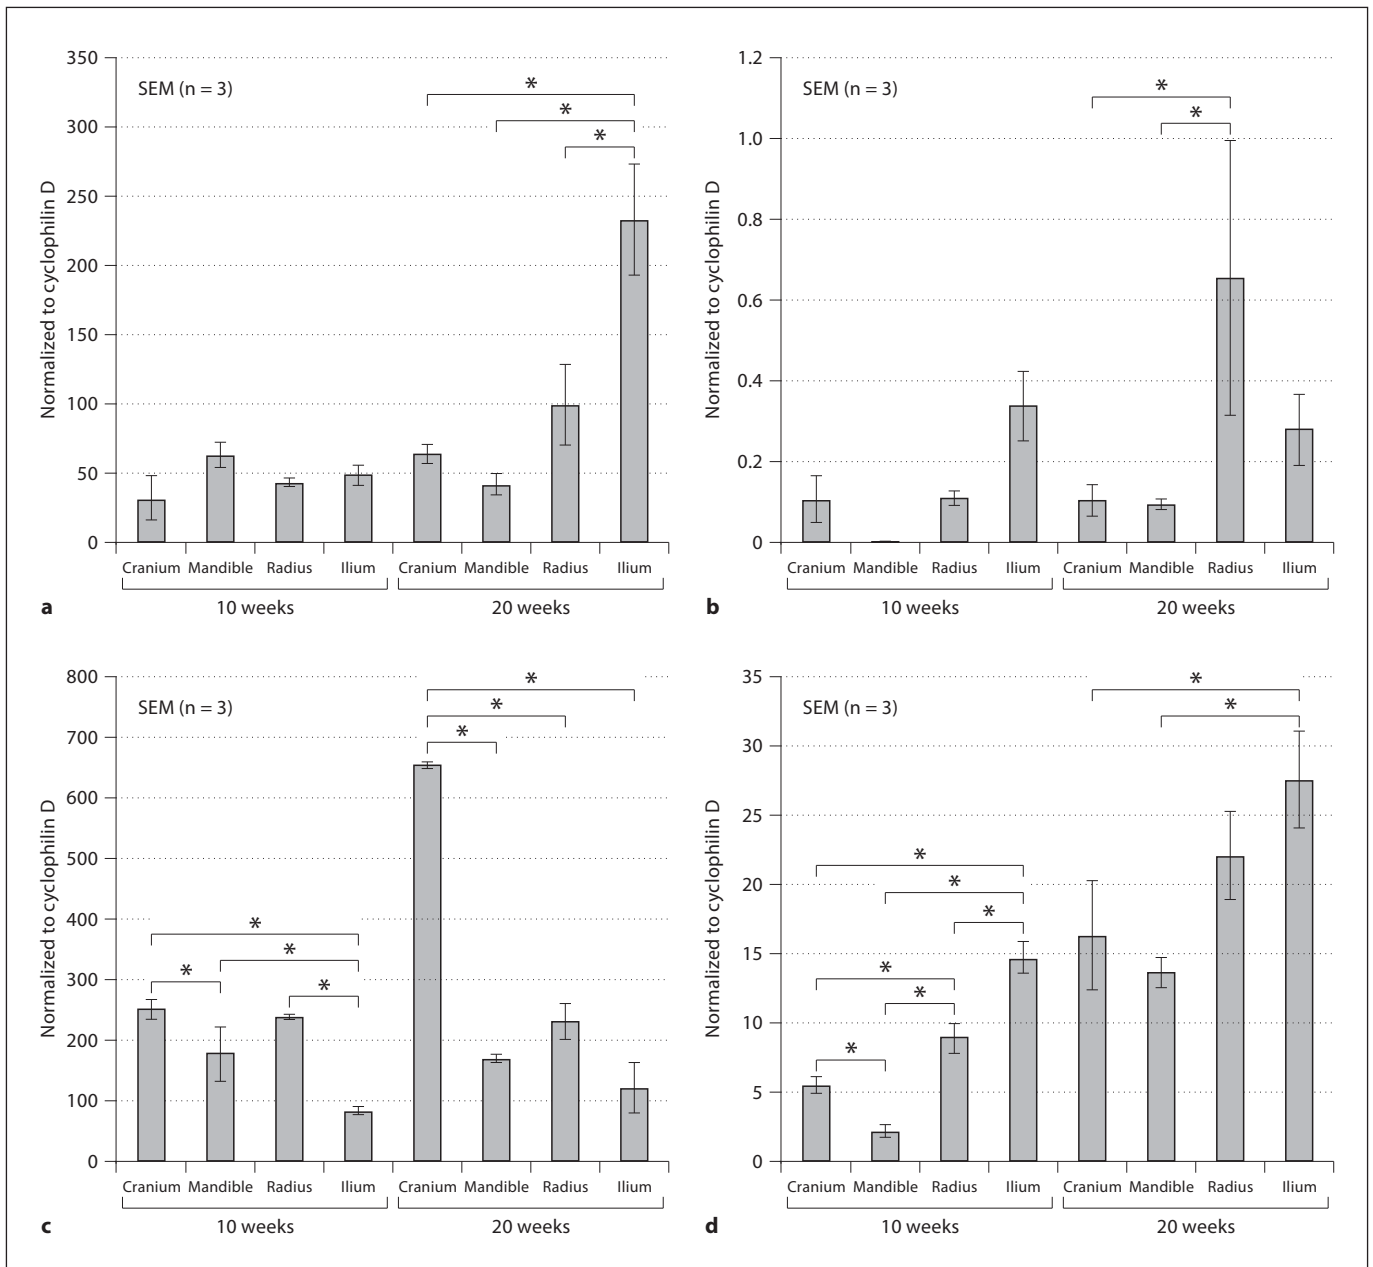 350
300
250
200
150
100
50
0
Normalized to cyclophilin D
SEM (n = 3)
*
*
*
Cranium Mandible Radius Ilium Cranium Mandible Radius Ilium
10 weeks 20 weeks
a
1.2
1.0
0.8
0.6
0.4
0.2
0
Normalized to cyclophilin D
SEM (n = 3)
*
*
Cranium Mandible Radius Ilium Cranium Mandible Radius Ilium
10 weeks 20 weeks
b
800
700
600
500
400
300
200
100
0
Normalized to cyclophilin D
SEM (n = 3)
*
*
*
*
*
*
*
Cranium Mandible Radius Ilium Cranium Mandible Radius Ilium
10 weeks 20 weeks
c
35
30
25
20
15
10
5
0
Normalized to cyclophilin D
SEM (n = 3)
*
*
*
*
*
*
*
*
Cranium Mandible Radius Ilium Cranium Mandible Radius Ilium
10 weeks 20 weeks
d